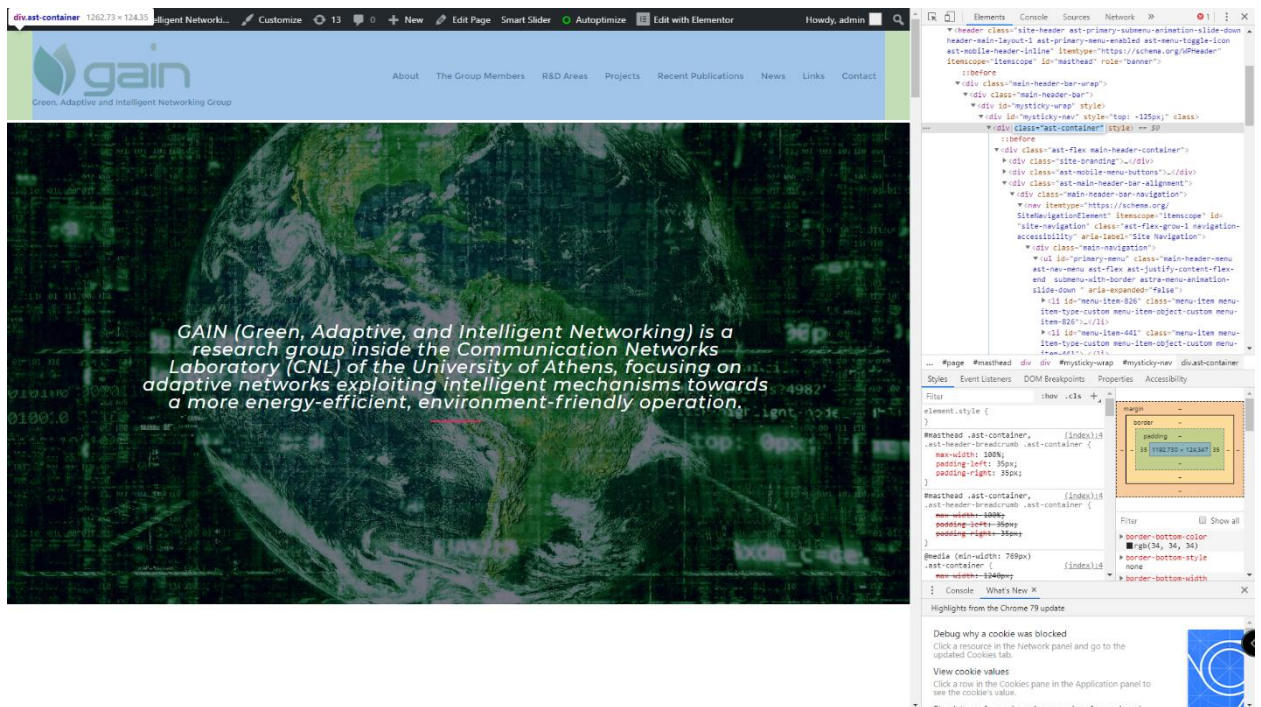 div.ast-container 1262.73 × 124.35 elligent Networki... Customize 13 0 New Edit Page Smart Slider Autoptimize Edit with Elementor Howdy, admin
gain
Green, Adaptive and Intelligent Networking Group
About The Group Members R&D Areas Projects Recent Publications News Links Contact
GAIN (Green, Adaptive, and Intelligent Networking) is a
research group inside the Communication Networks
Laboratory (CNL) of the University of Athens, focusing on
adaptive networks exploiting intelligent mechanisms towards
a more energy-efficient, environment-friendly operation.
Elements Console Sources Network » 1
▼<header class="site-header ast-primary-submenu-animation-slide-down
header-main-layout-1 ast-primary-menu-enabled ast-menu-toggle-icon
ast-mobile-header-inline" itemtype="https://schema.org/WPHeader"
itemscope="itemscope" id="masthead" role="banner">
::before
▼<div class="main-header-bar-wrap">
▼<div class="main-header-bar">
▼<div id="mysticky-wrap" style>
▼<div id="mysticky-nav" style="top: -125px;" class>
... ▼<div class="ast-container" style> == $0
::before
▼<div class="ast-flex main-header-container">
▶<div class="site-branding">…</div>
▶<div class="ast-mobile-menu-buttons">…</div>
▼<div class="ast-main-header-bar-alignment">
▼<div class="main-header-bar-navigation">
▼<nav itemtype="https://schema.org/
SiteNavigationElement" itemscope="itemscope" id=
"site-navigation" class="ast-flex-grow-1 navigation-
accessibility" aria-label="Site Navigation">
▼<div class="main-navigation">
▼<ul id="primary-menu" class="main-header-menu
ast-nav-menu ast-flex ast-justify-content-flex-
end submenu-with-border astra-menu-animation-
slide-down " aria-expanded="false">
▶<li id="menu-item-826" class="menu-item menu-
item-type-custom menu-item-object-custom menu-
item-826">…</li>
▶<li id="menu-item-441" class="menu-item menu-
item-type-custom menu-item-object-custom menu-
item-441">…</li>
... #page #masthead div div #mysticky-wrap #mysticky-nav div.ast-container
Styles Event Listeners DOM Breakpoints Properties Accessibility
Filter :hov .cls +
element.style {
}
#masthead .ast-container, (index):4
.ast-header-breadcrumb .ast-container {
max-width: 100%;
padding-left: 35px;
padding-right: 35px;
}
#masthead .ast-container, (index):4
.ast-header-breadcrumb .ast-container {
max-width: 100%;
padding-left: 35px;
padding-right: 35px;
}
@media (min-width: 769px)
.ast-container { (index):4
max-width: 1240px;
margin -
border -
padding -
- - 35 1192.730 × 124.347 35 - -
-
-
-
Filter Show all
▶border-bottom-color
rgb(34, 34, 34)
▶border-bottom-style
none
▶border-bottom-width
Console What's New ×
Highlights from the Chrome 79 update
Debug why a cookie was blocked
Click a resource in the Network panel and go to the
updated Cookies tab.
View cookie values
Click a row in the Cookies pane in the Application panel to
see the cookie's value.